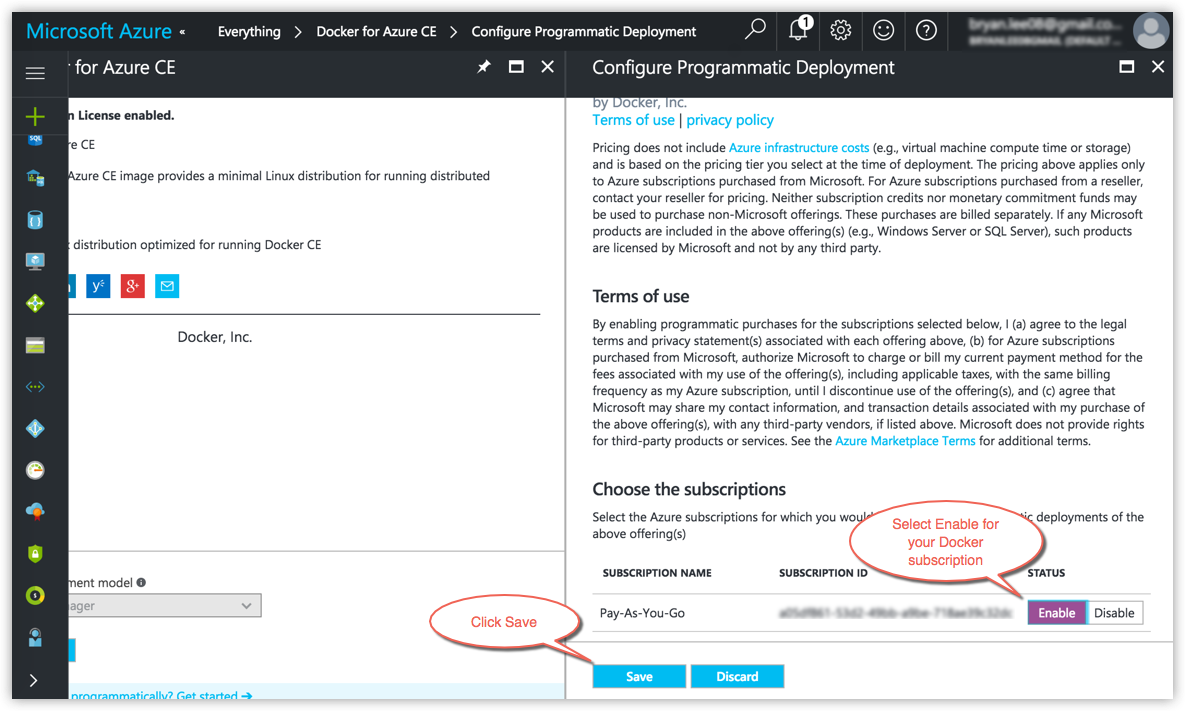 Microsoft Azure «
Everything > Docker for Azure CE > Configure Programmatic Deployment
1
for Azure CE
Configure Programmatic Deployment
License enabled.
CE
Azure CE image provides a minimal Linux distribution for running distributed
distribution optimized for running Docker CE
Docker, Inc.
model
programmatically? Get started →
SQL
by Docker, Inc.
Terms of use | privacy policy
Pricing does not include Azure infrastructure costs (e.g., virtual machine compute time or storage)
and is based on the pricing tier you select at the time of deployment. The pricing above applies only
to Azure subscriptions purchased from Microsoft. For Azure subscriptions purchased from a reseller,
contact your reseller for pricing. Neither subscription credits nor monetary commitment funds may
be used to purchase non-Microsoft offerings. These purchases are billed separately. If any Microsoft
products are included in the above offering(s) (e.g., Windows Server or SQL Server), such products
are licensed by Microsoft and not by any third party.
Terms of use
By enabling programmatic purchases for the subscriptions selected below, I (a) agree to the legal
terms and privacy statement(s) associated with each offering above, (b) for Azure subscriptions
purchased from Microsoft, authorize Microsoft to charge or bill my current payment method for the
fees associated with my use of the offering(s), including applicable taxes, with the same billing
frequency as my Azure subscription, until I discontinue use of the offering(s), and (c) agree that
Microsoft may share my contact information, and transaction details associated with my purchase of
the above offering(s), with any third-party vendors, if listed above. Microsoft does not provide rights
for third-party products or services. See the Azure Marketplace Terms for additional terms.
Choose the subscriptions
Select the Azure subscriptions for which you would deployments of the
above offering(s)
Select Enable for
your Docker
subscription
SUBSCRIPTION NAME SUBSCRIPTION ID STATUS
Pay-As-You-Go Enable Disable
Click Save
Save Discard